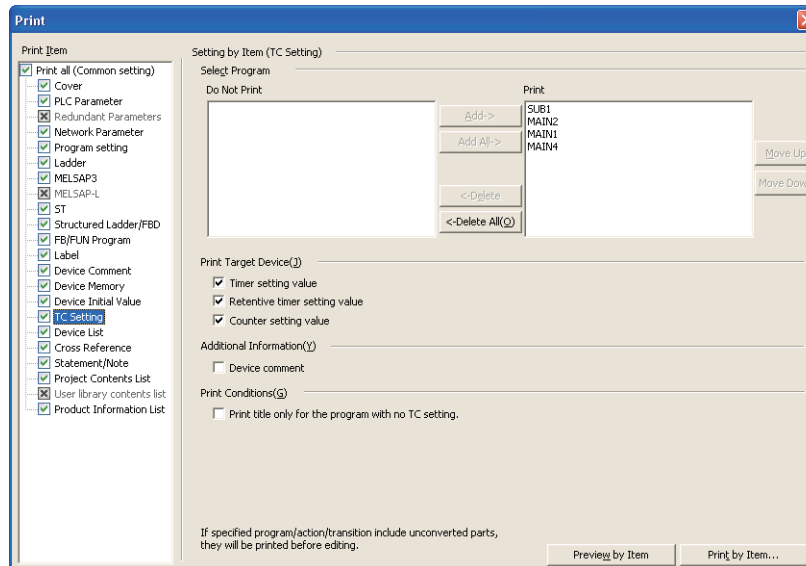 Print
Print Item
Print all (Common setting)
Cover
PLC Parameter
Redundant Parameters
Network Parameter
Program setting
Ladder
MELSAP3
MELSAP-L
ST
Structured Ladder/FBD
FB/FUN Program
Label
Device Comment
Device Memory
Device Initial Value
TC Setting
Device List
Cross Reference
Statement/Note
Project Contents List
User library contents list
Product Information List
Setting by Item (TC Setting)
Select Program
Do Not Print
Add->
Add All->
<-Delete
<-Delete All(O)
Print
SUB1
MAIN2
MAIN1
MAIN4
Move Up
Move Dow
Print Target Device(J)
Timer setting value
Retentive timer setting value
Counter setting value
Additional Information(Y)
Device comment
Print Conditions(G)
Print title only for the program with no TC setting.
If specified program/action/transition include unconverted parts,
they will be printed before editing.
Preview by Item
Print by Item...